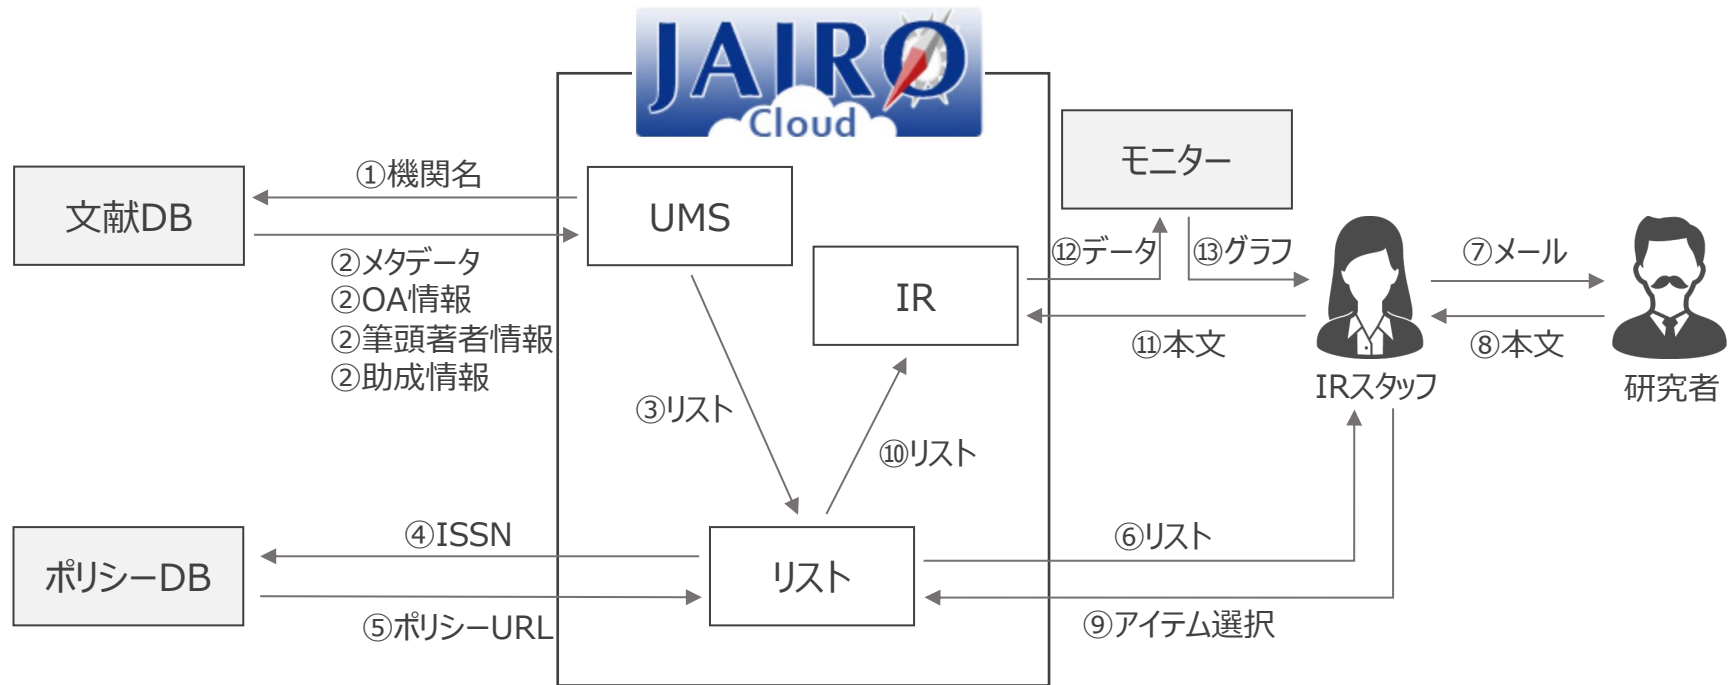 JAIRO
Cloud
モニター
①機関名
文献DB
UMS
②メタデータ
②OA情報
②筆頭著者情報
②助成情報
IR
⑫データ
⑬グラフ
⑦メール
⑪本文
⑧本文
IRスタッフ
研究者
③リスト
⑩リスト
④ISSN
⑥リスト
ポリシーDB
リスト
⑤ポリシーURL
⑨アイテム選択